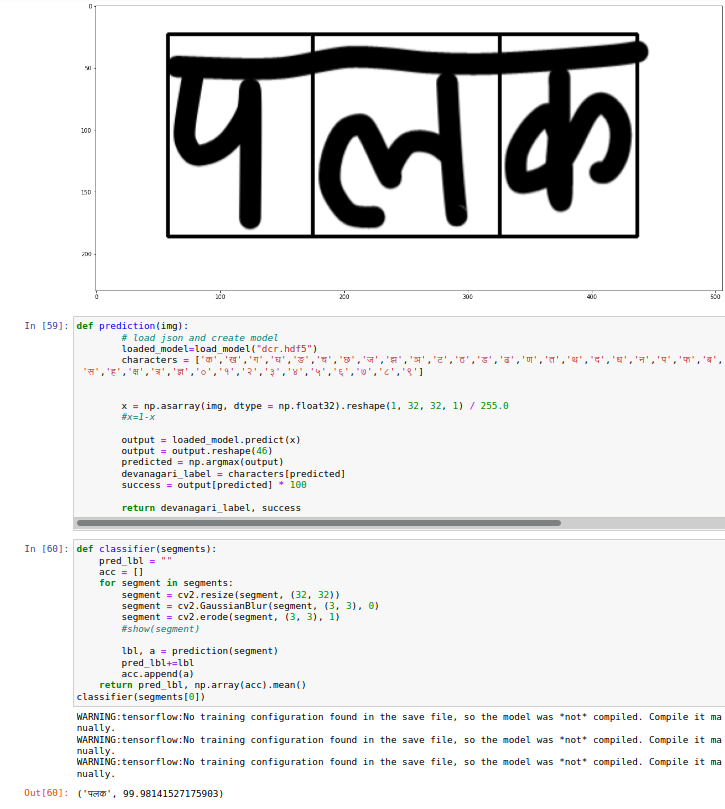 0
50
100
150
200
पलक
0 100 200 300 400 500
In [59]: def prediction(img):
# load json and create model
loaded_model=load_model("dcr.hdf5")
characters = ['क','ख','ग','घ','ङ','च','छ','ज','झ','ञ','ट','ठ','ड','ढ','ण','त','थ','द','ध','न','प','फ','ब',
'स','ह','क्ष','त्र','ज्ञ','०','१','२','३','४','५','६','७','८','९']
x = np.asarray(img, dtype = np.float32).reshape(1, 32, 32, 1) / 255.0
#x=1-x
output = loaded_model.predict(x)
output = output.reshape(46)
predicted = np.argmax(output)
devanagari_label = characters[predicted]
success = output[predicted] * 100
return devanagari_label, success
In [60]: def classifier(segments):
pred_lbl = ""
acc = []
for segment in segments:
segment = cv2.resize(segment, (32, 32))
segment = cv2.GaussianBlur(segment, (3, 3), 0)
segment = cv2.erode(segment, (3, 3), 1)
#show(segment)
lbl, a = prediction(segment)
pred_lbl+=lbl
acc.append(a)
return pred_lbl, np.array(acc).mean()
classifier(segments[0])
WARNING:tensorflow:No training configuration found in the save file, so the model was *not* compiled. Compile it ma
nually.
WARNING:tensorflow:No training configuration found in the save file, so the model was *not* compiled. Compile it ma
nually.
WARNING:tensorflow:No training configuration found in the save file, so the model was *not* compiled. Compile it ma
nually.
Out[60]: ('पलक', 99.98141527175903)